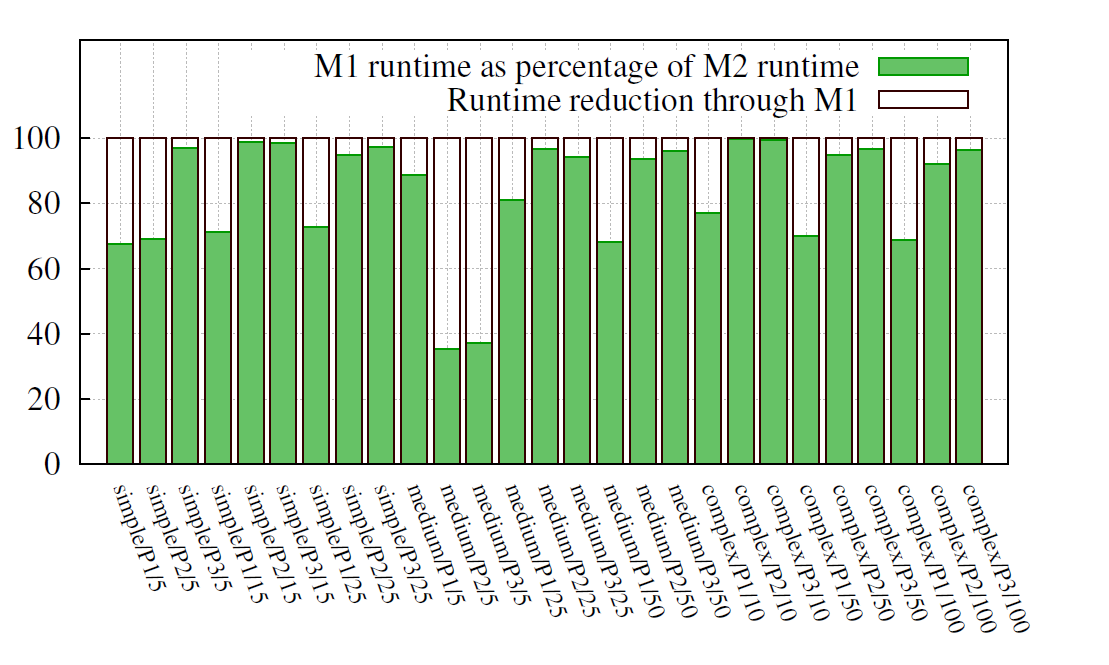 M1 runtime as percentage of M2 runtime
Runtime reduction through M1
100
80
60
40
20
0
simple/P1/5
simple/P2/5
simple/P3/5
simple/P1/15
simple/P2/15
simple/P3/15
simple/P1/25
simple/P2/25
simple/P3/25
medium/P1/5
medium/P2/5
medium/P3/5
medium/P1/25
medium/P2/25
medium/P3/25
medium/P1/50
medium/P2/50
medium/P3/50
complex/P1/10
complex/P2/10
complex/P3/10
complex/P1/50
complex/P2/50
complex/P3/50
complex/P1/100
complex/P2/100
complex/P3/100